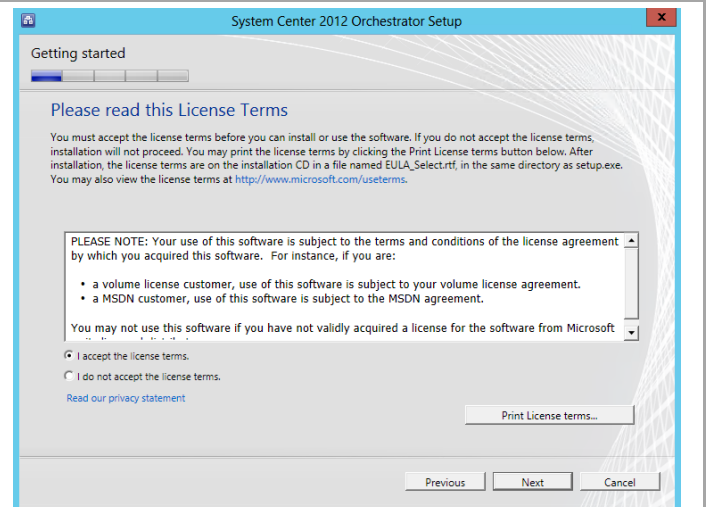 System Center 2012 Orchestrator Setup
x
Getting started
Please read this License Terms
You must accept the license terms before you can install or use the software. If you do not accept the license terms,
installation will not proceed. You may print the license terms by clicking the Print License terms button below. After
installation, the license terms are on the installation CD in a file named EULA_Select.rtf, in the same directory as setup.exe.
You may also view the license terms at http://www.microsoft.com/useterms.
PLEASE NOTE: Your use of this software is subject to the terms and conditions of the license agreement
by which you acquired this software. For instance, if you are:
• a volume license customer, use of this software is subject to your volume license agreement.
• a MSDN customer, use of this software is subject to the MSDN agreement.
You may not use this software if you have not validly acquired a license for the software from Microsoft
I accept the license terms.
I do not accept the license terms.
Read our privacy statement
Print License terms...
Previous
Next
Cancel